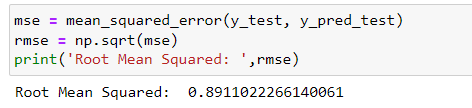 mse = mean_squared_error(y_test, y_pred_test)
rmse = np.sqrt(mse)
print('Root Mean Squared: ',rmse)
Root Mean Squared:  0.8911022266140061